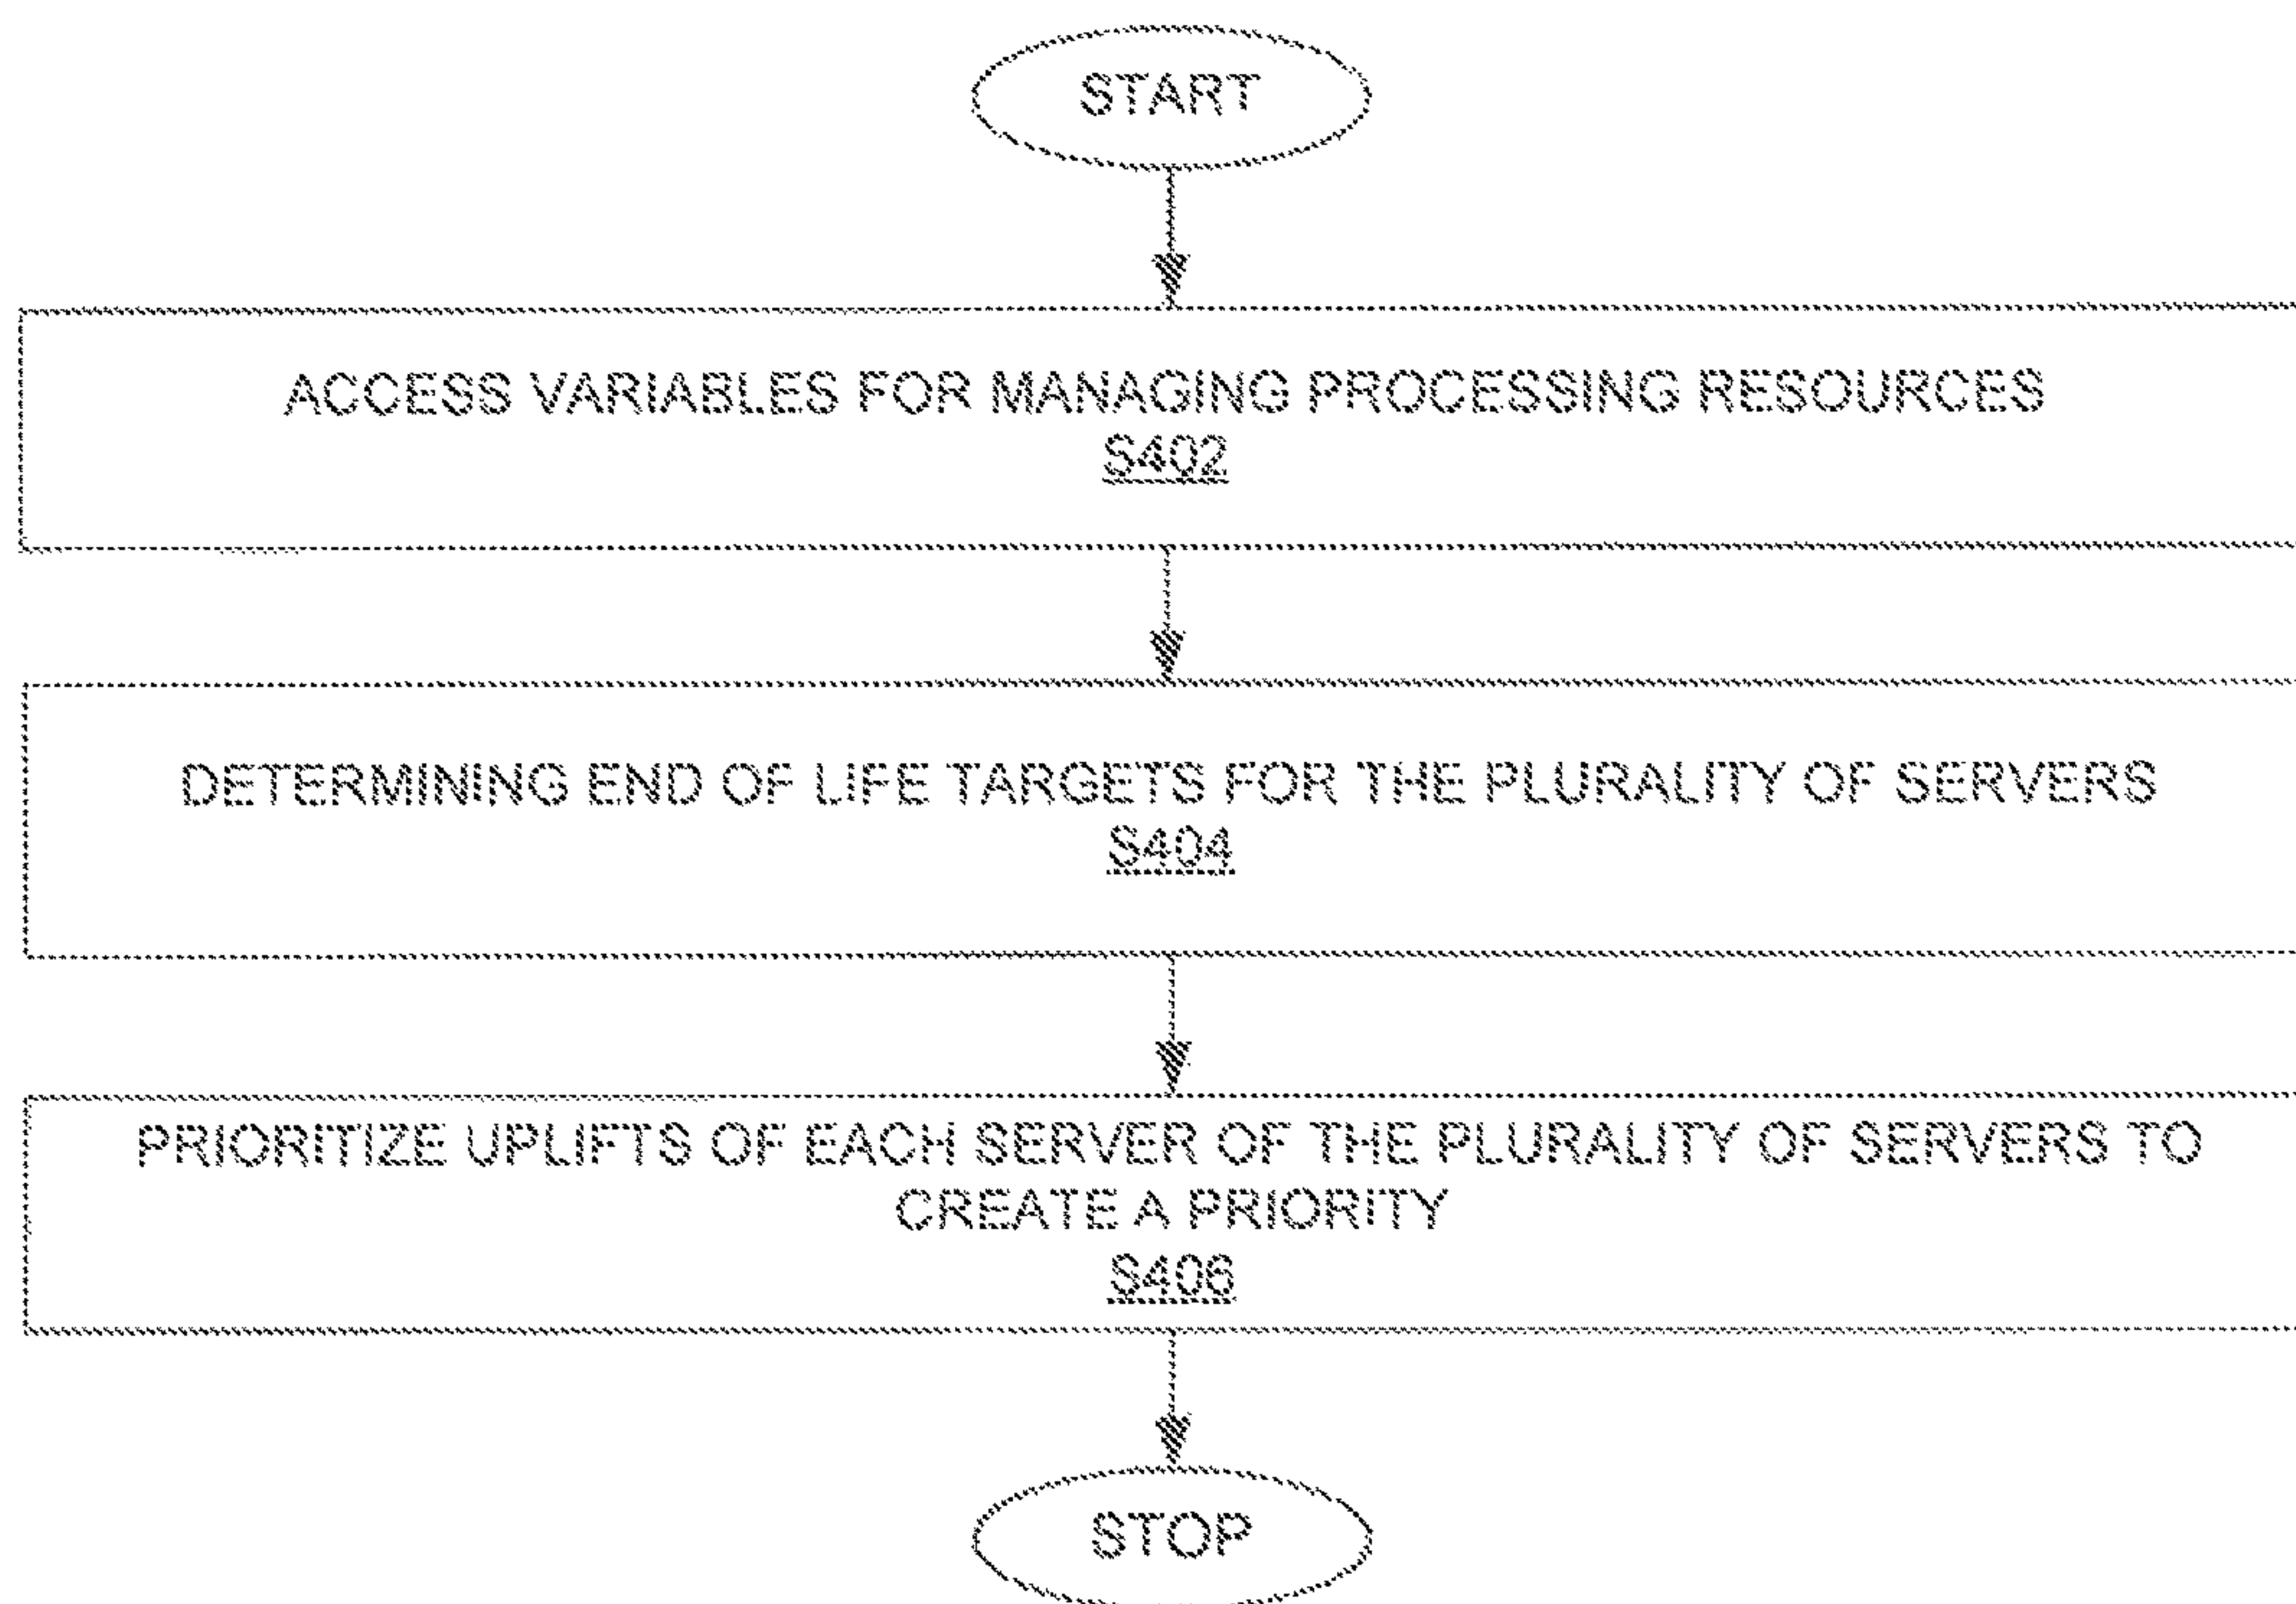 START
ACCESS VARIABLES FOR MANAGING PROCESSING RESOURCES
S402
DETERMINING END OF LIFE TARGETS FOR THE PLURALITY OF SERVERS
S404
PRIORITIZE UPLIFTS OF EACH SERVER OF THE PLURALITY OF SERVERS TO
CREATE A PRIORITY
S406
STOP